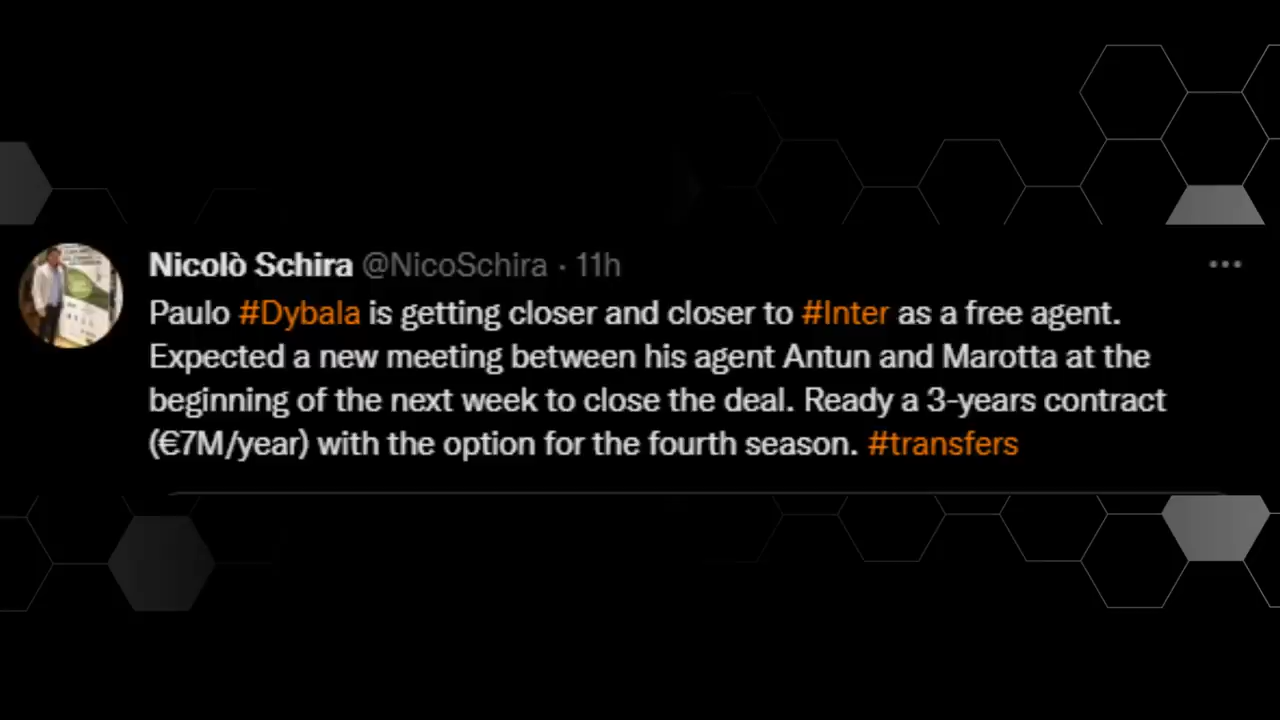 Nicolò Schira @NicoSchira · 11h
Paulo #Dybala is getting closer and closer to #Inter as a free agent.
Expected a new meeting between his agent Antun and Marotta at the
beginning of the next week to close the deal. Ready a 3-years contract
(€7M/year) with the option for the fourth season. #transfers